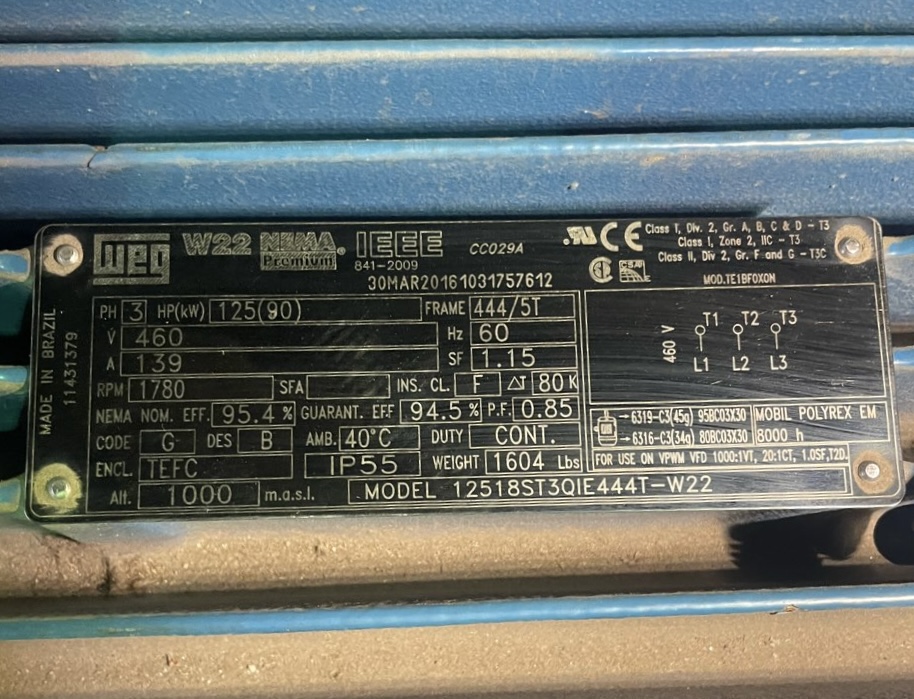 WEG W22 NEMA Premium® IEEE 841-2009 CC029A
30MAR20161031757612
Class I, Div. 2, Gr. A, B, C & D - T3
Class I, Zone 2, IIC - T3
Class II, Div 2, Gr. F and G - T3C
MOD.TE1BFOXON
MADE IN BRAZIL
11431379
PH 3 HP(kW) 125(90) FRAME 444/5T
V 460 Hz 60
A 139 SF 1.15
RPM 1780 SFA INS. CL. F ΔT 80 K
NEMA NOM. EFF. 95.4 % GUARANT. EFF 94.5 % P.F. 0.85
CODE G DES B AMB. 40°C DUTY CONT.
ENCL. TEFC IP55 WEIGHT 1604 Lbs
Alt. 1000 m.a.s.l. MODEL 12518ST3QIE444T-W22
460 V
T1 T2 T3
L1 L2 L3
→ 6319-C3(45g) 95BC03X30 MOBIL POLYREX EM
→ 6316-C3(34g) 80BC03X30 8000 h
FOR USE ON VPWM VFD 1000:1VT, 20:1CT, 1.0SF,T2D.